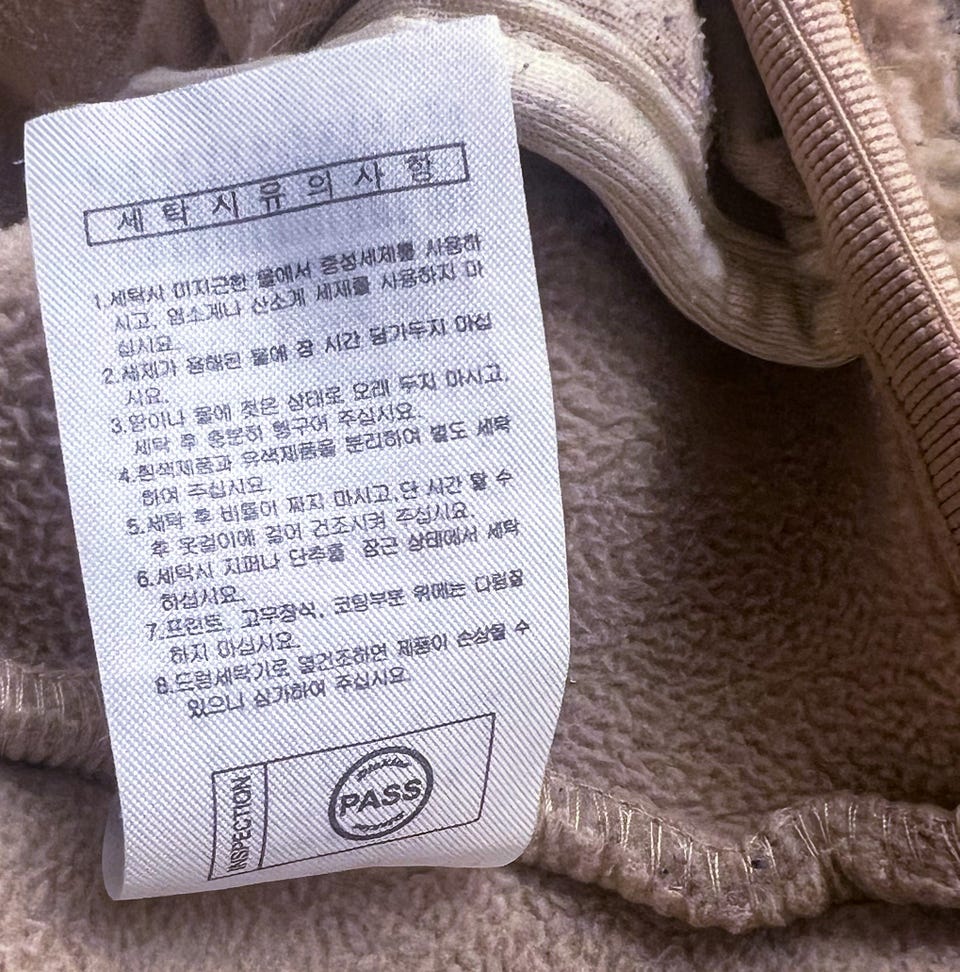 세탁시유의사항
1.세탁시 미지근한 물에서 중성세제를 사용하
시고, 염소계나 산소계 세제를 사용하지 마
십시요.
2.세제가 용해된 물에 장 시간 담가두지 마십
시요.
3.땀이나 물에 젖은 상태로 오래 두지 마시고,
세탁 후 충분히 헹구어 주십시요.
4.흰색제품과 유색제품을 분리하여 별도 세탁
하여 주십시요.
5.세탁 후 비틀어 짜지 마시고,단 시간 탈수
후 옷걸이에 걸어 건조시켜 주십시요.
6.세탁시 지퍼나 단추를 잠근 상태에서 세탁
하십시요.
7.프린트, 고무장식, 코팅부분 위에는 다림질
하지 마십시요.
8.드럼세탁기로 열건조하면 제품이 손상될 수
있으니 삼가하여 주십시요.
INSPECTION
PASS